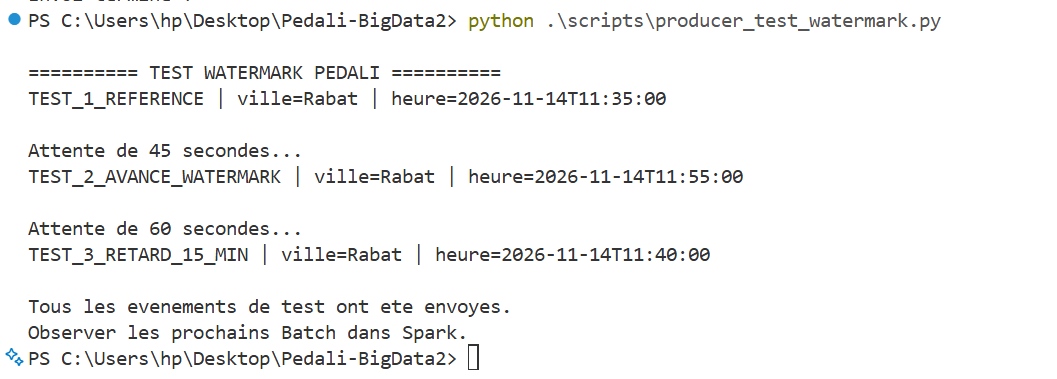 PS C:\Users\hp\Desktop\Pedali-BigData2> python .\scripts\producer_test_watermark.py
========== TEST WATERMARK PEDALI ==========
TEST_1_REFERENCE | ville=Rabat | heure=2026-11-14T11:35:00
Attente de 45 secondes...
TEST_2_AVANCE_WATERMARK | ville=Rabat | heure=2026-11-14T11:55:00
Attente de 60 secondes...
TEST_3_RETARD_15_MIN | ville=Rabat | heure=2026-11-14T11:40:00
Tous les evenements de test ont ete envoyes.
Observer les prochains Batch dans Spark.
PS C:\Users\hp\Desktop\Pedali-BigData2>